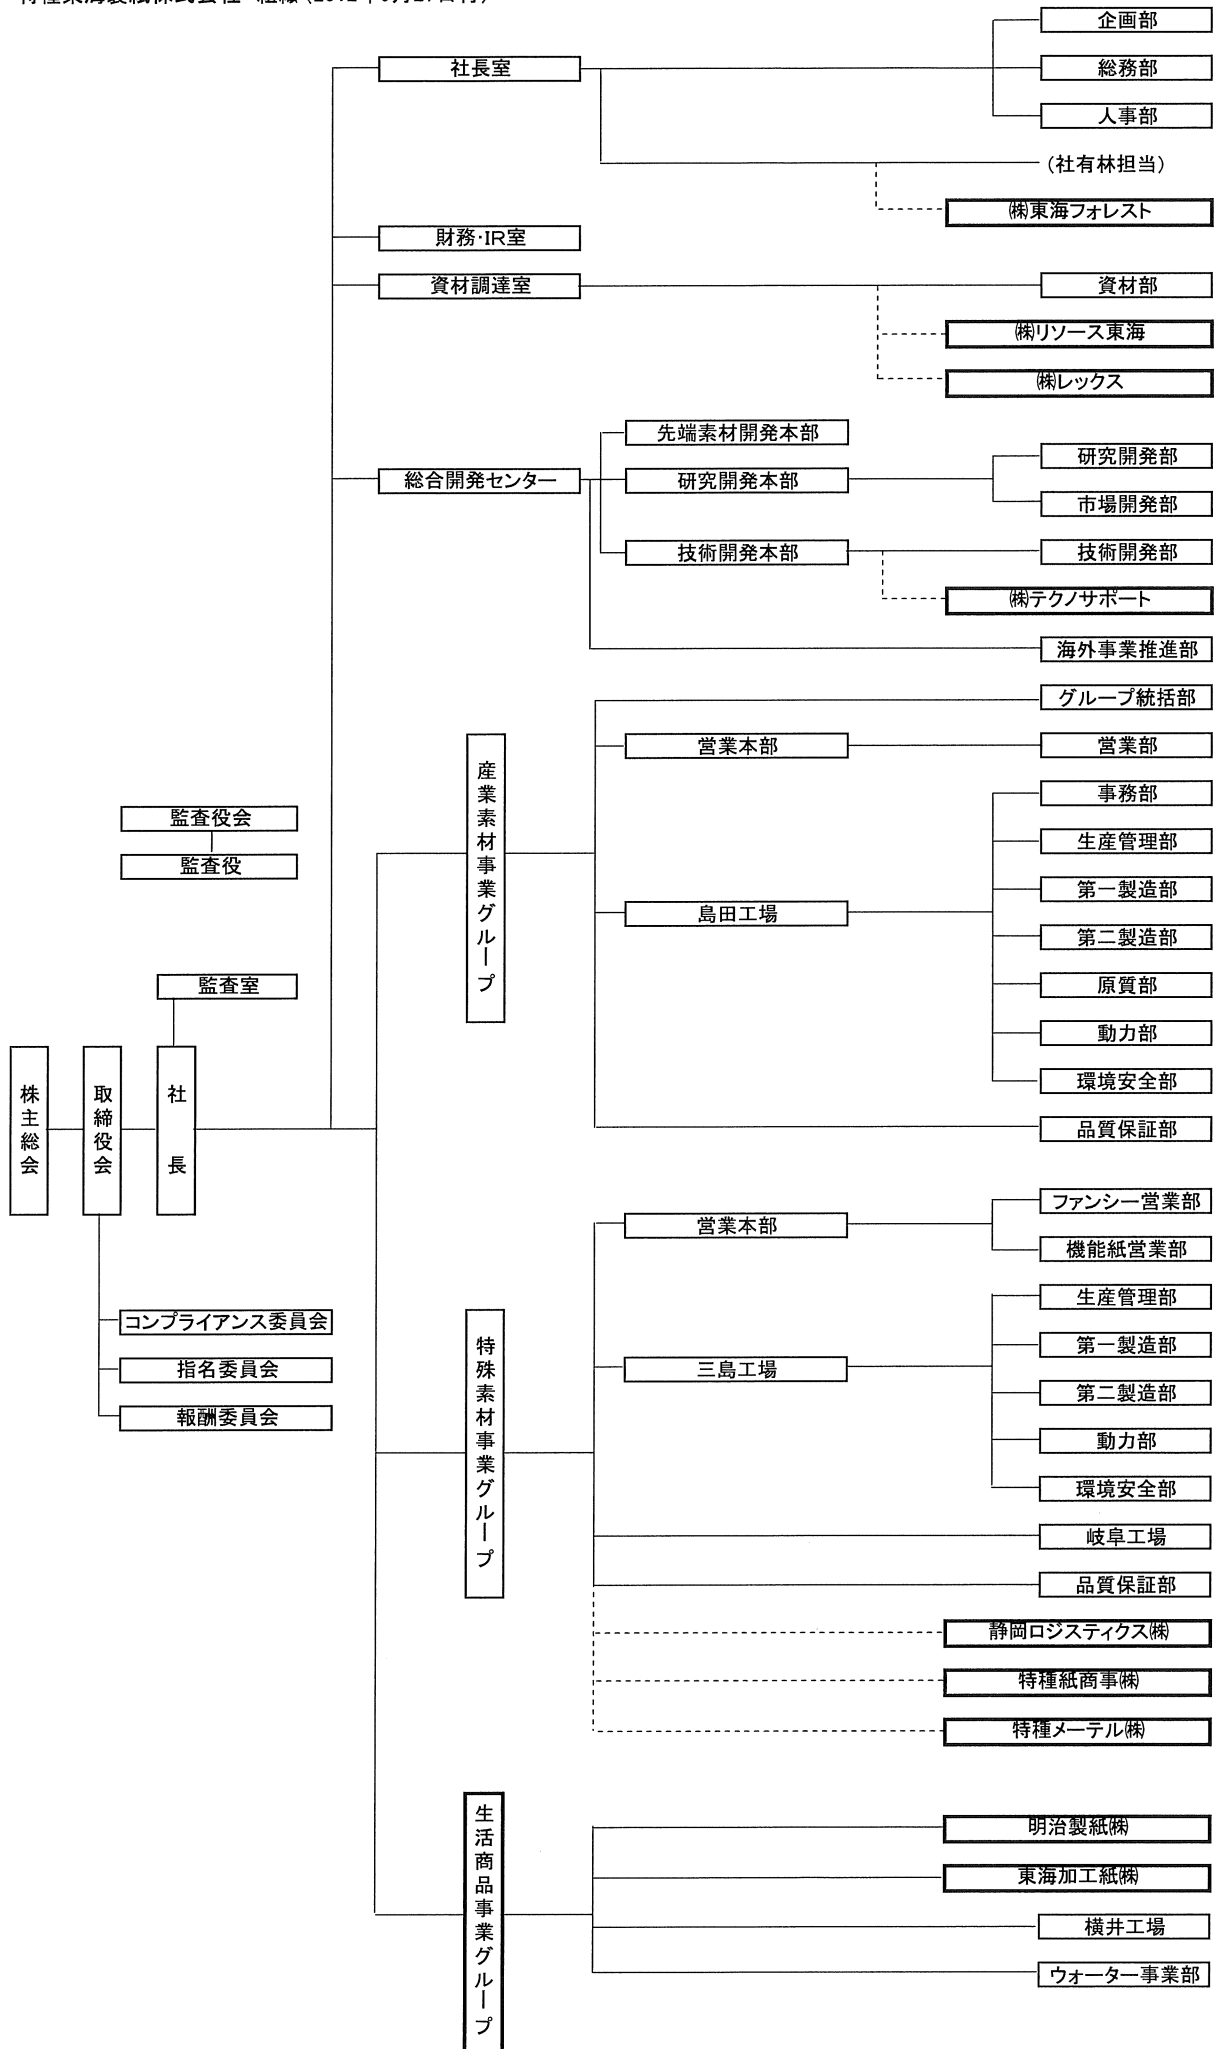 社長室
企画部
総務部
人事部
(社有林担当)
㈱東海フォレスト
財務・IR室
資材調達室
資材部
㈱リソース東海
㈱レックス
総合開発センター
先端素材開発本部
研究開発本部
研究開発部
市場開発部
技術開発本部
技術開発部
㈱テクノサポート
海外事業推進部
産業素材事業グループ
グループ統括部
営業本部
営業部
島田工場
事務部
生産管理部
第一製造部
第二製造部
原質部
動力部
環境安全部
品質保証部
監査役会
監査役
監査室
株主総会
取締役会
社長
コンプライアンス委員会
指名委員会
報酬委員会
特殊素材事業グループ
営業本部
ファンシー営業部
機能紙営業部
三島工場
生産管理部
第一製造部
第二製造部
動力部
環境安全部
岐阜工場
品質保証部
静岡ロジスティクス㈱
特種紙商事㈱
特種メーテル㈱
生活商品事業グループ
明治製紙㈱
東海加工紙㈱
横井工場
ウォーター事業部